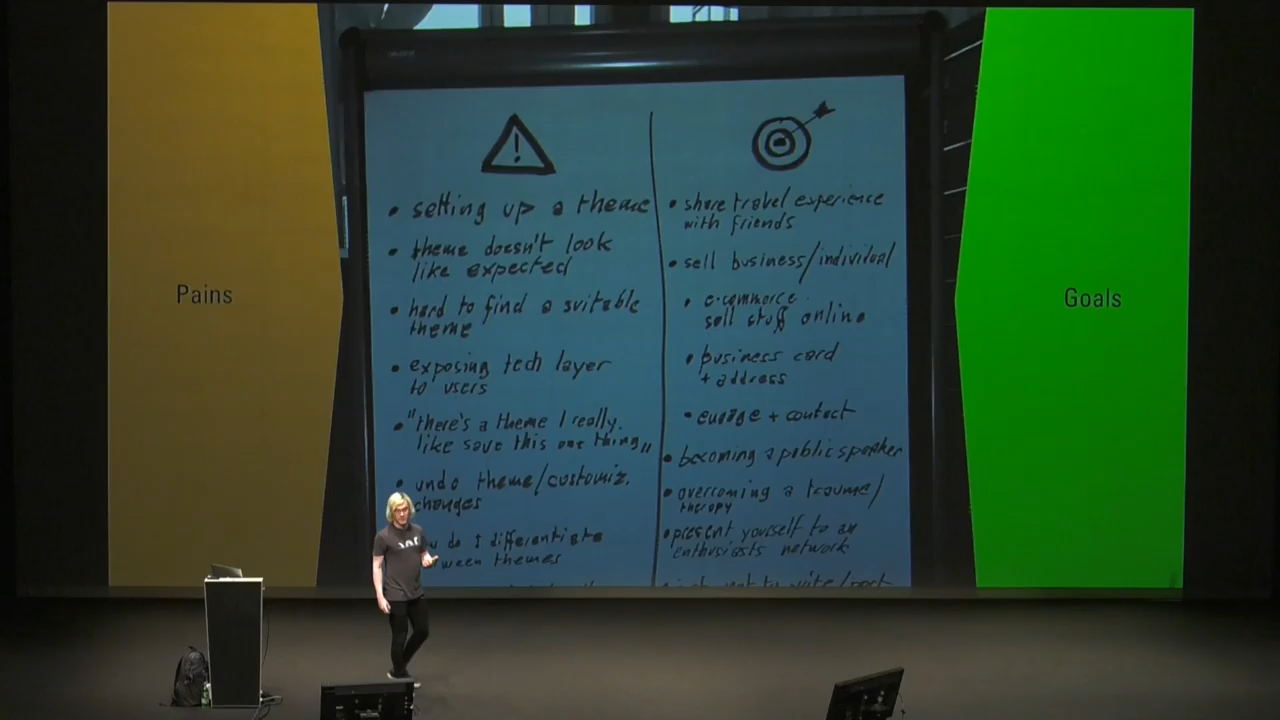 Pains
• setting up a theme
• theme doesn't look
like expected
• hard to find a suitable
theme
• exposing tech layer
to users
• "there's a theme I really
like save this one thing„
• undo theme/customiz.
changes
do I differentiate
ween themes
• share travel experience
with friends
• sell business/individual
• e-commerce
sell stuff online
• business card
+ address
• engage + contact
• becoming a public speaker
• overcoming a trauma/
therapy
• present yourself to an
enthusiasts network
Goals